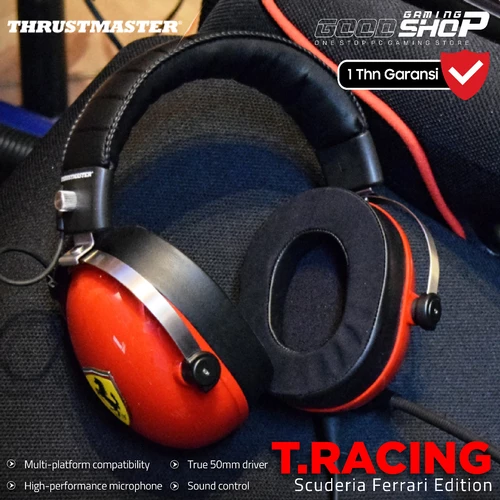 THRUSTMASTER
GAMING
GOOD SHOP
ONE STOP PC GAMING STORE
1 Thn Garansi
THRUSTMASTER
T.RACING
Scuderia Ferrari Edition
Multi-platform compatibility
True 50mm driver
High-performance microphone
Sound control